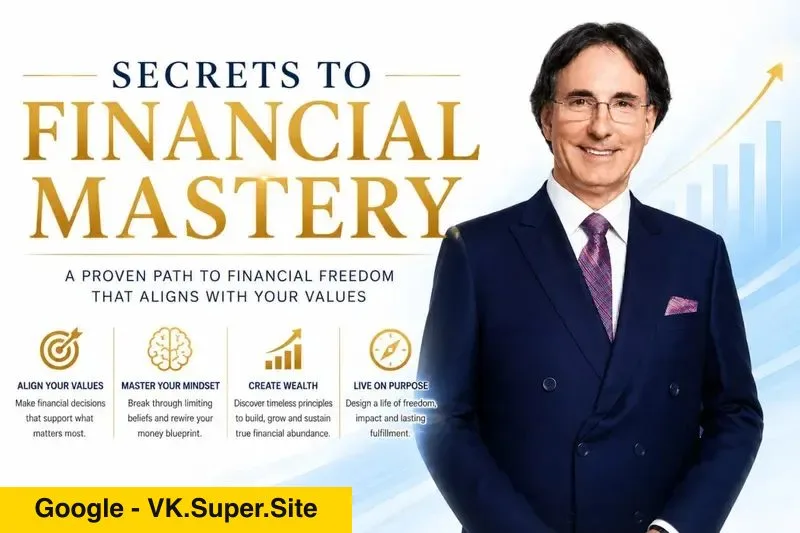 SECRETS TO
FINANCIAL
MASTERY
A PROVEN PATH TO FINANCIAL FREEDOM
THAT ALIGNS WITH YOUR VALUES
ALIGN YOUR VALUES
Make financial decisions
that support what
matters most.
MASTER YOUR MINDSET
Break through limiting
beliefs and rewire your
money blueprint.
CREATE WEALTH
Discover timeless principles
to build, grow and sustain
true financial abundance.
LIVE ON PURPOSE
Design a life of freedom,
impact and lasting
fulfillment.
Google - VK.Super.Site